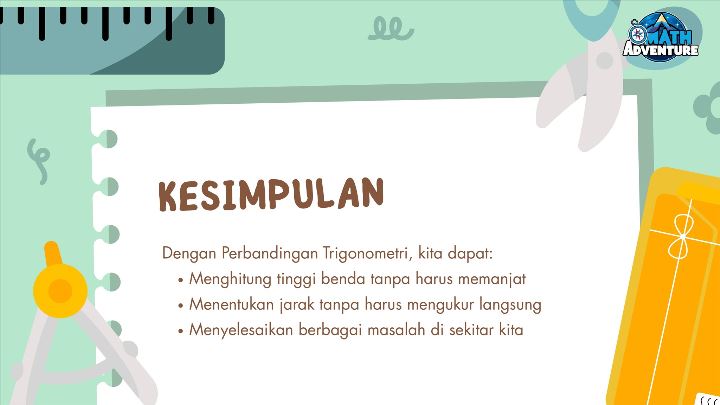 MATH
ADVENTURE
KESIMPULAN
Dengan Perbandingan Trigonometri, kita dapat:
• Menghitung tinggi benda tanpa harus memanjat
• Menentukan jarak tanpa harus mengukur langsung
• Menyelesaikan berbagai masalah di sekitar kita